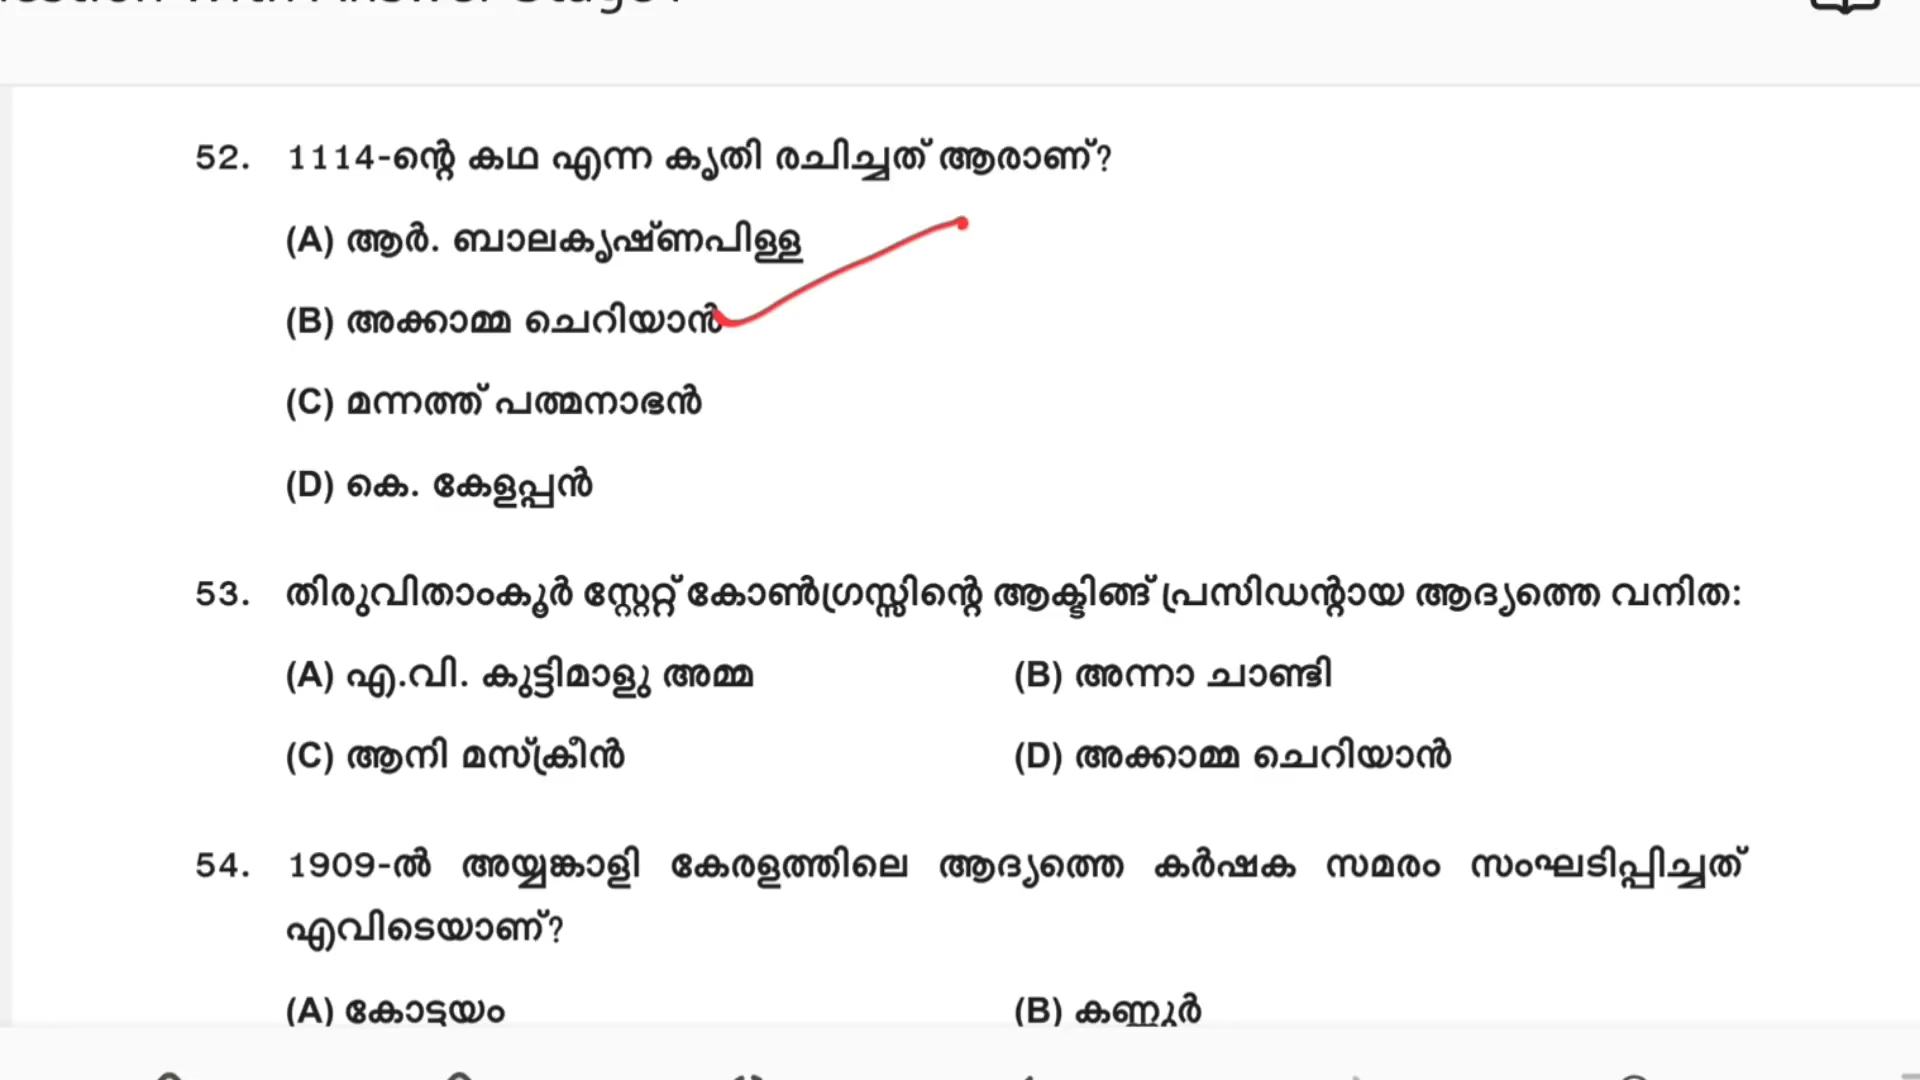 52. 1114-ന്റെ കഥ എന്ന കൃതി രചിച്ചത് ആരാണ്?
(A) ആർ. ബാലകൃഷ്ണപിള്ള
(B) അക്കാമ്മ ചെറിയാൻ
(C) മന്നത്ത് പത്മനാഭൻ
(D) കെ. കേളപ്പൻ
53. തിരുവിതാംകൂർ സ്റ്റേറ്റ് കോൺഗ്രസ്സിന്റെ ആക്ടിങ്ങ് പ്രസിഡന്റായ ആദ്യത്തെ വനിത:
(A) എ.വി. കുട്ടിമാളു അമ്മ (B) അന്നാ ചാണ്ടി
(C) ആനി മസ്ക്രീൻ (D) അക്കാമ്മ ചെറിയാൻ
54. 1909-ൽ അയ്യങ്കാളി കേരളത്തിലെ ആദ്യത്തെ കർഷക സമരം സംഘടിപ്പിച്ചത്
എവിടെയാണ്?
(A) കോട്ടയം (B) കണ്ണൂർ